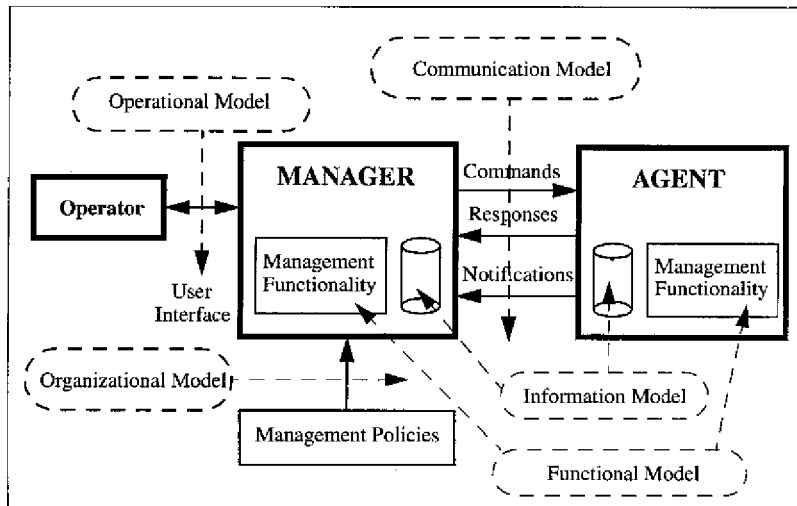 Communication Model
Operational Model
MANAGER
Commands
AGENT
Operator
Responses
Management
Functionality
Notifications
Management
Functionality
User
Interface
Organizational Model
Information Model
Management Policies
Functional Model